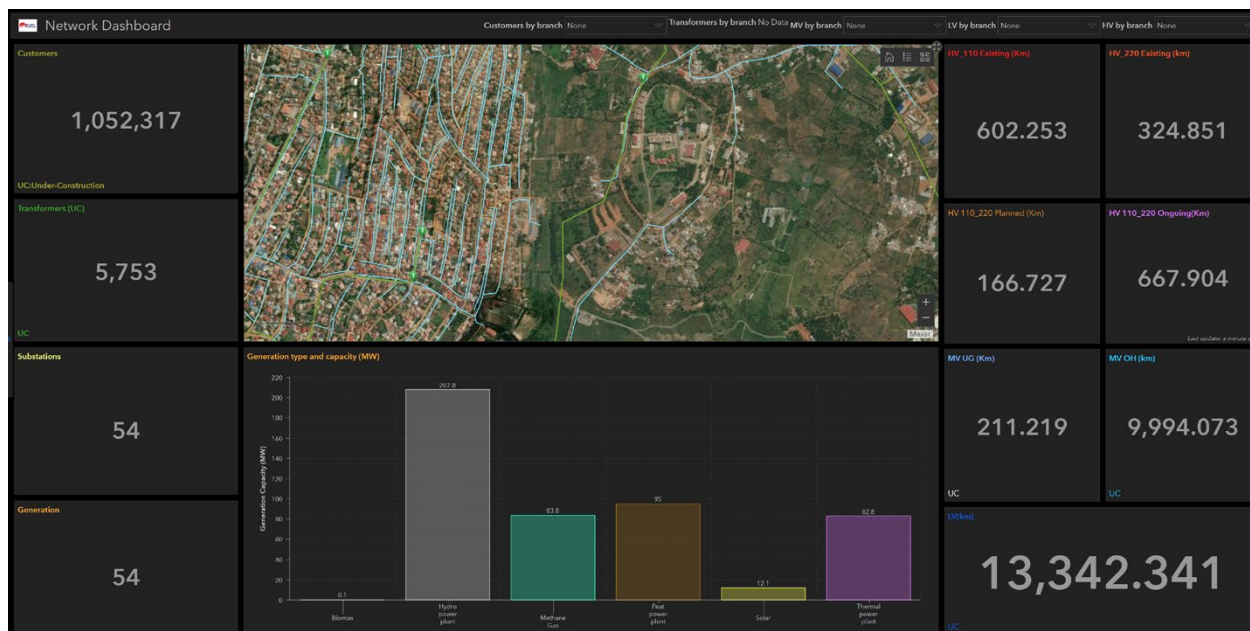 Network Dashboard
Customers by branch None
Transformers by branch No Data
MV by branch None
LV by branch None
HV by branch None
Customers
1,052,317
UC:Under-Construction
Transformers (UC)
5,753
UC
Substations
54
Generation
54
Maxar
Generation type and capacity (MW)
Generation Capacity (MW)
220
200
180
160
140
120
100
80
60
40
20
0
0.1
207.8
83.8
95
12.1
82.8
Biomas
Hydro
power
plant
Methane
Gas
Peat
power
plant
Solar
Thermal
power
plant
HV_110 Existing (Km)
602.253
HV_220 Existing (km)
324.851
HV 110_220 Planned (Km)
166.727
HV 110_220 Ongoing(Km)
667.904
Last update: a minute
MV UG (Km)
211.219
UC
MV OH (km)
9,994.073
UC
LV(km)
13,342.341
UC